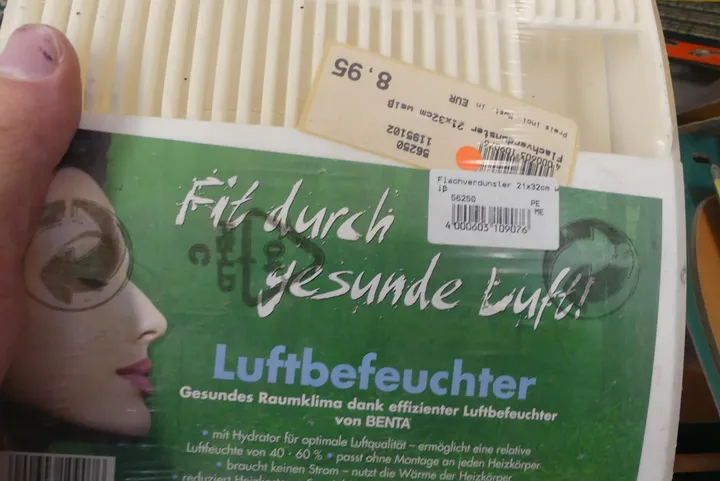 8,95
Preis incl. Mwst. in EUR
Flachverdunster 21x32cm weiß
1195102
56250
Flachverdunster 21x32cm w
iß
56250
PE
ME
4 000603 109076
Fit durch
gesunde Luft!
Luftbefeuchter
Gesundes Raumklima dank effizienter Luftbefeuchter
von BENTA
• mit Hydrator für optimale Luftqualität – ermöglicht eine relative
Luftfeuchte von 40 - 60 % • passt ohne Montage an jeden Heizkörper
• braucht keinen Strom – nutzt die Wärme der Heizkörper
reduziert